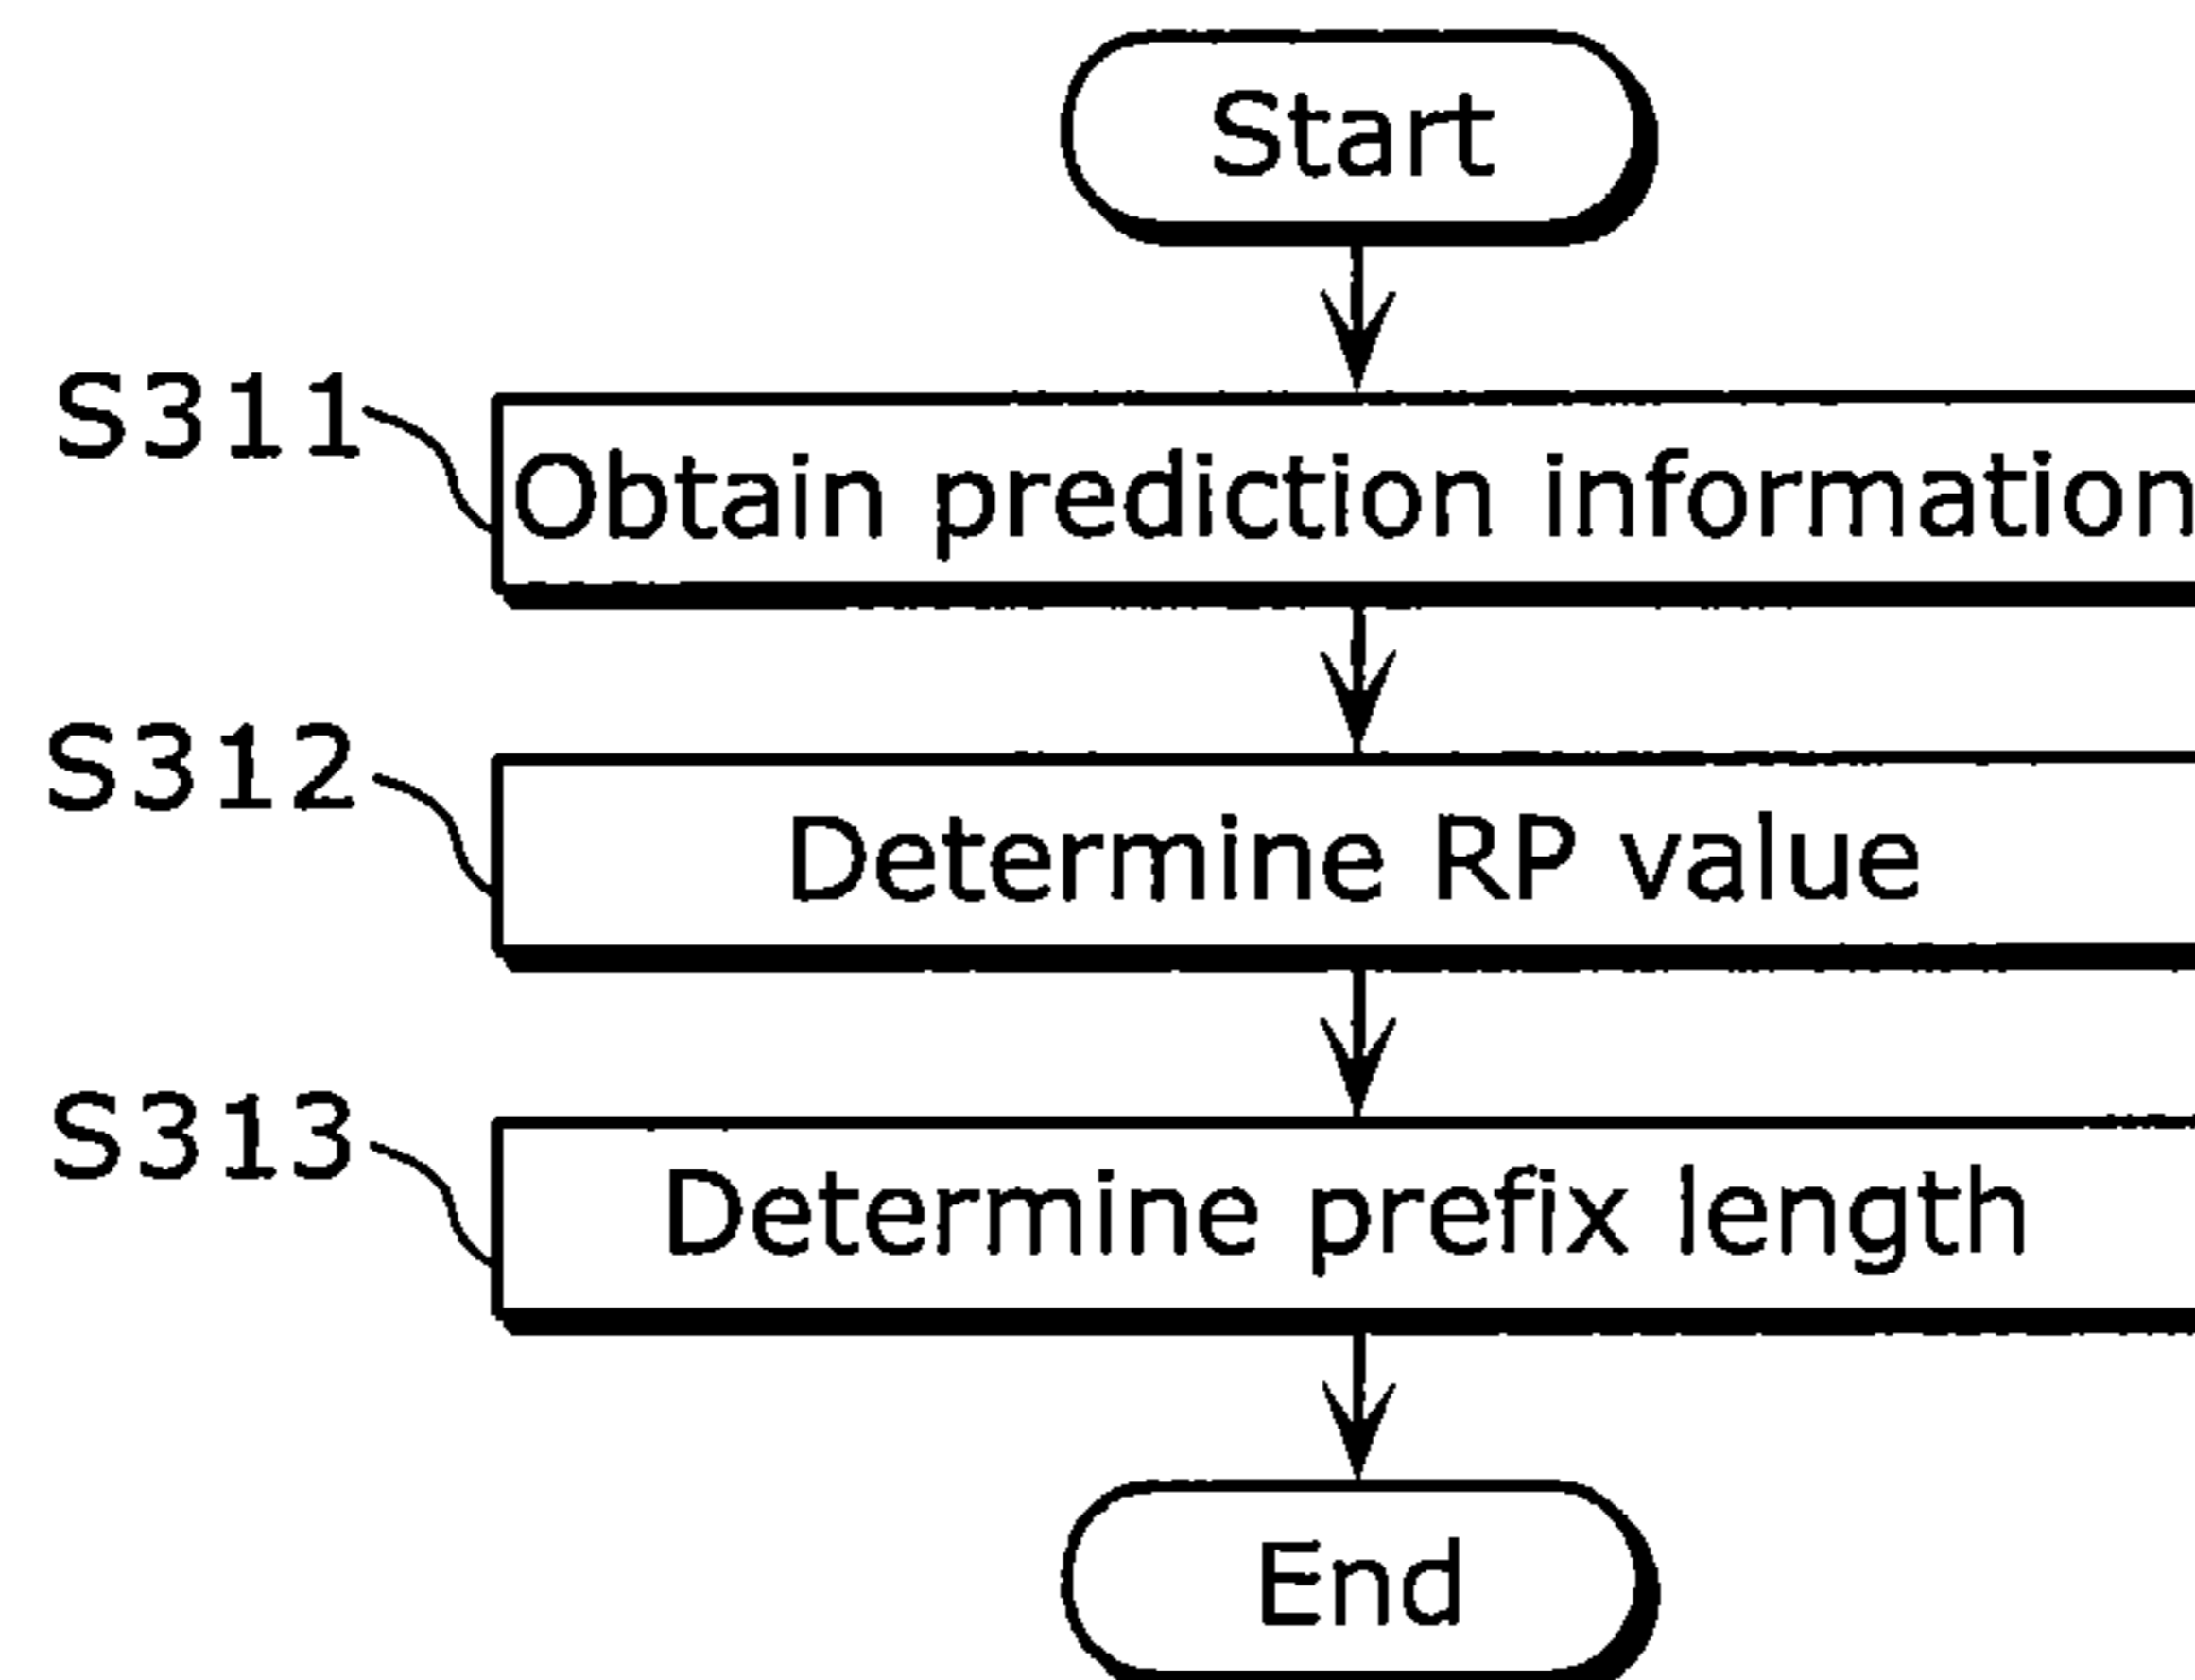 Start
S311
Obtain prediction information
S312
Determine RP value
S313
Determine prefix length
End